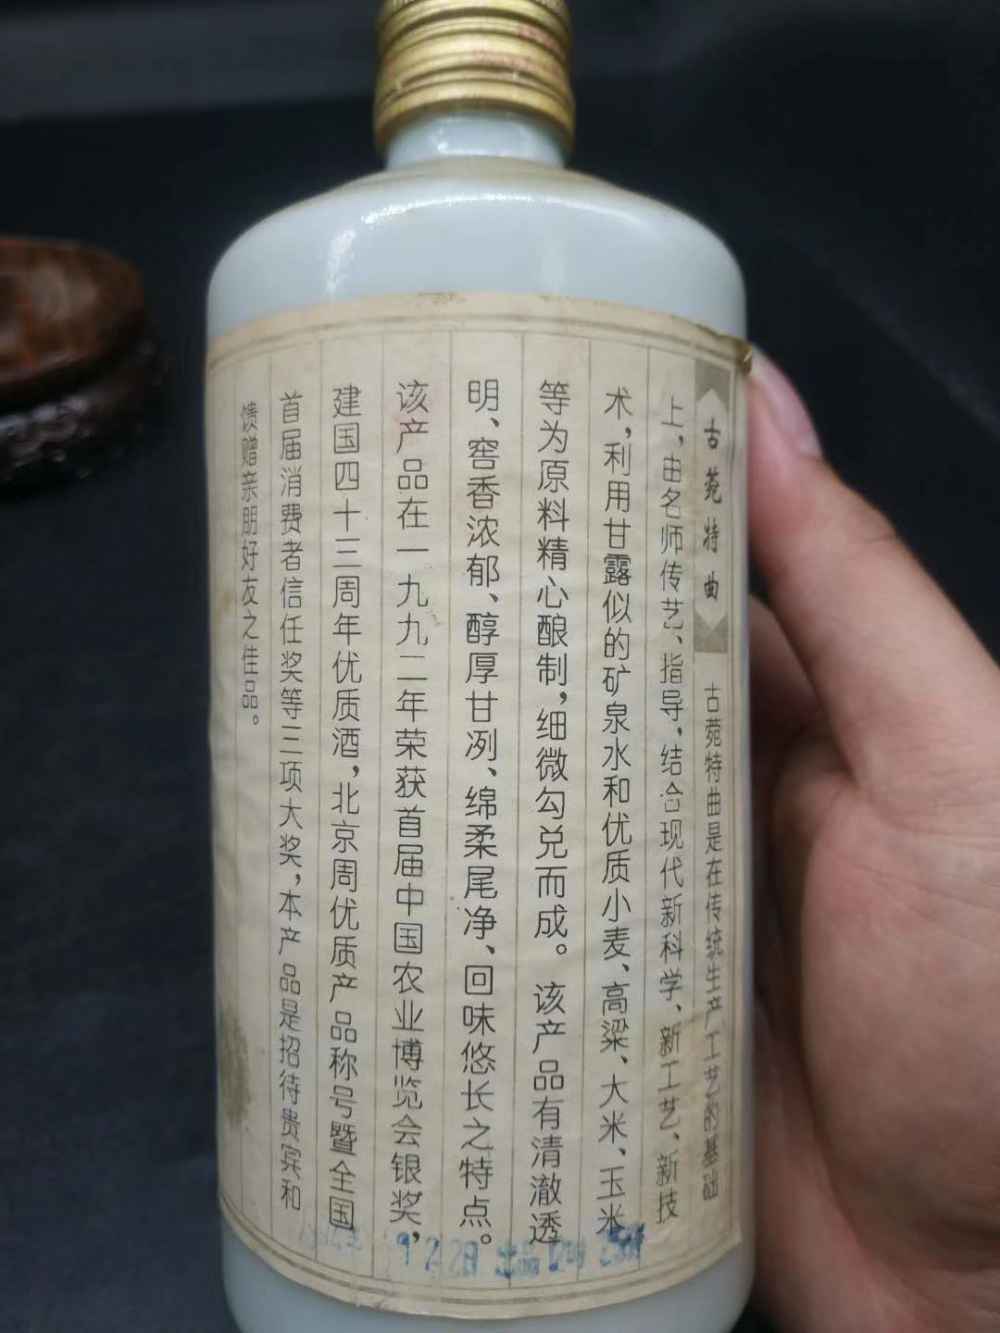 古菀特曲 古菀特曲是在传统生产工艺的基础
上，由名师传艺、指导，结合现代新科学、新工艺、新技
术，利用甘露似的矿泉水和优质小麦、高粱、大米、玉米
等为原料精心酿制，细微勾兑而成。该产品有清澈透
明、窖香浓郁、醇厚甘冽、绵柔尾净、回味悠长之特点。
该产品在一九九二年荣获首届中国农业博览会银奖，
建国四十三周年优质酒，北京周优质产品称号暨全国
首届消费者信任奖等三项大奖，本产品是招待贵宾和
馈赠亲朋好友之佳品。